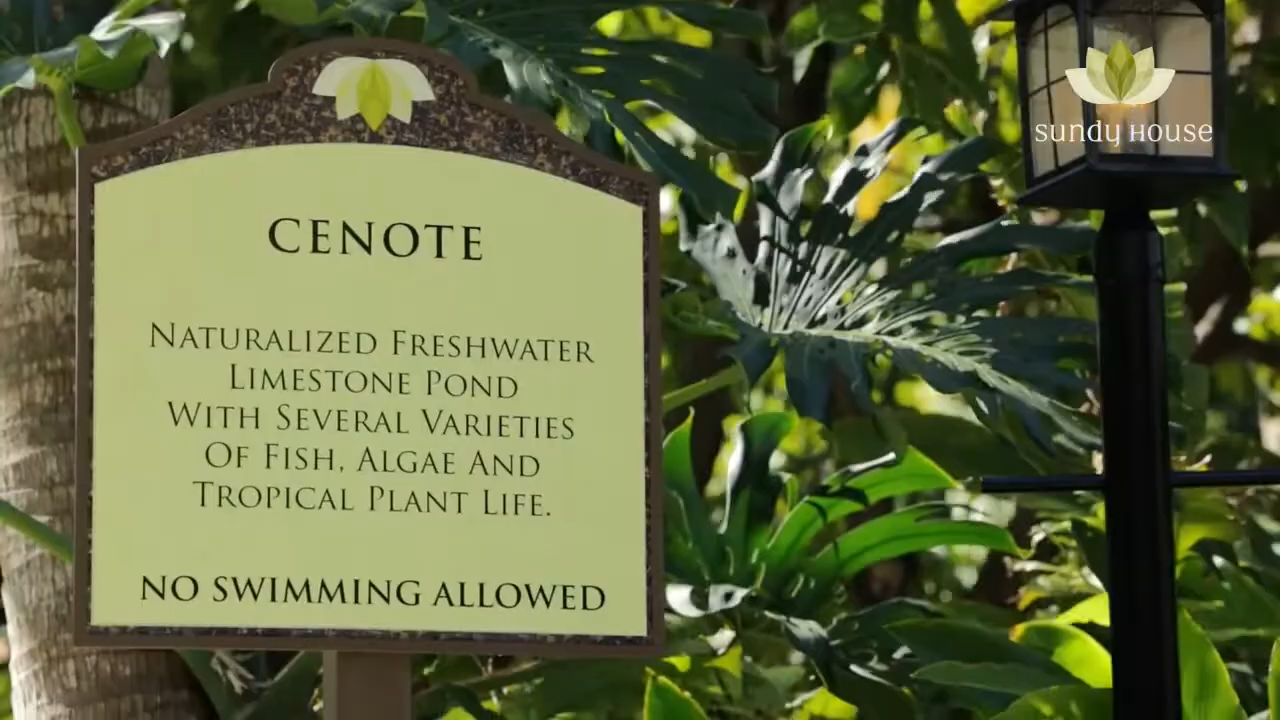 CENOTE
NATURALIZED FRESHWATER
LIMESTONE POND
WITH SEVERAL VARIETIES
OF FISH, ALGAE AND
TROPICAL PLANT LIFE.
NO SWIMMING ALLOWED
sundy House